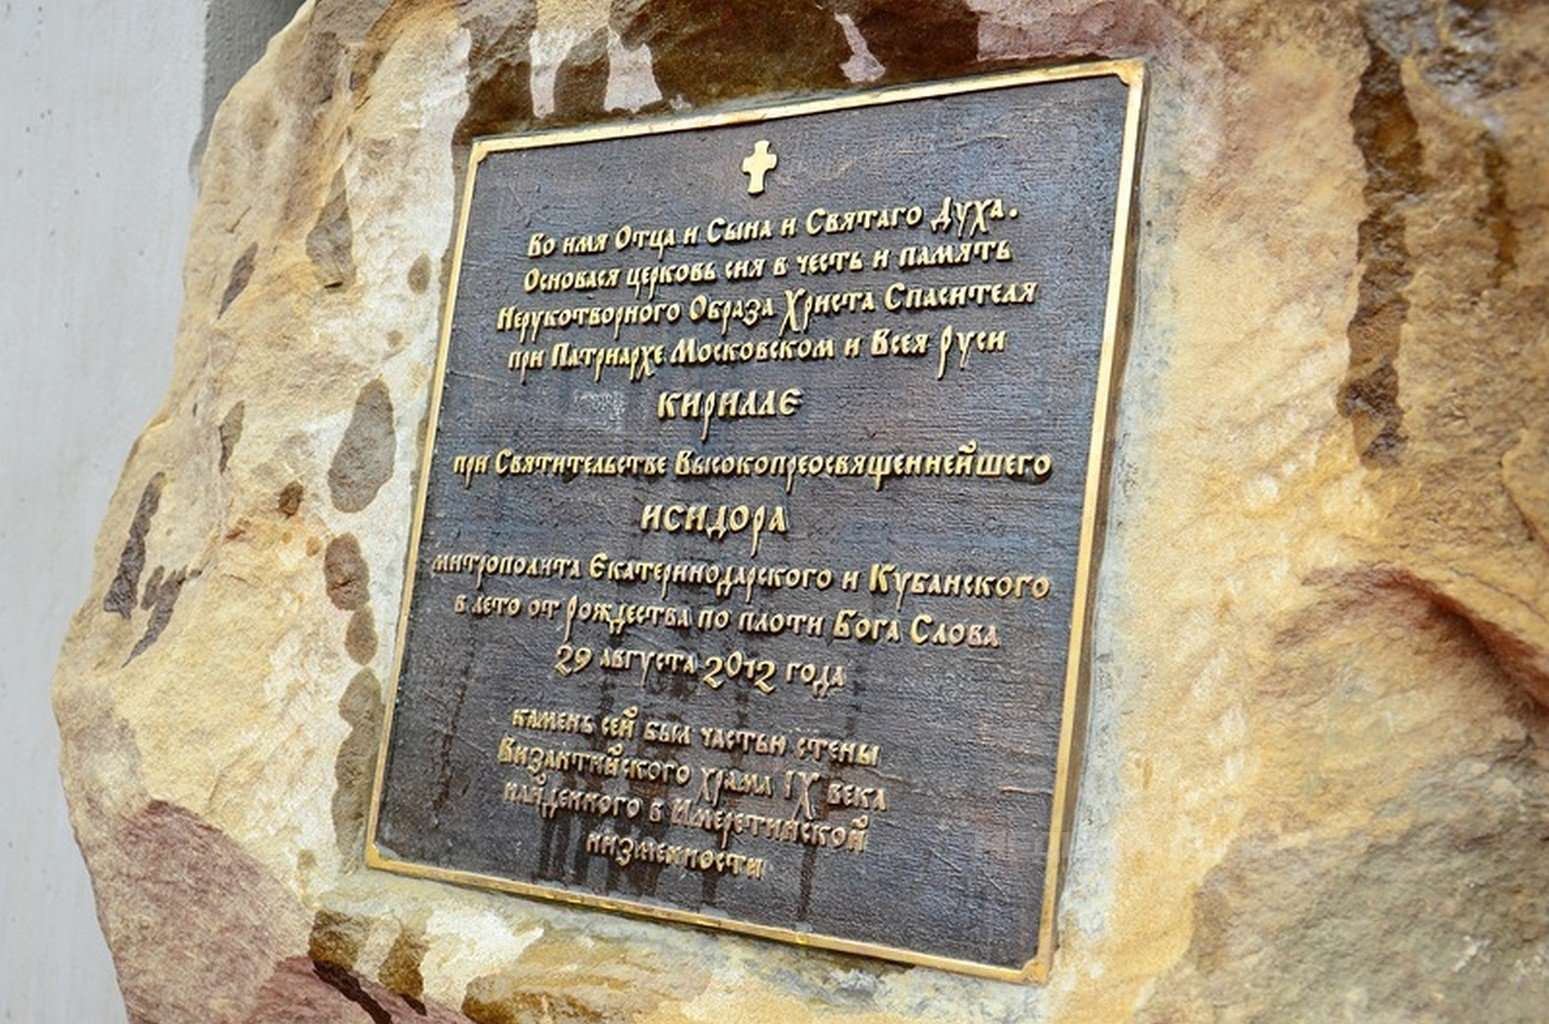 Во имя Отца и Сына и Святаго Духа.
Основася церковь сия в честь и память
Нерукотворного Образа Христа Спасителя
при Патриархе Московском и Всея Руси
КИРИЛЛЕ
при Святительстве Высокопреосвященнейшего
ИСИДОРА
митрополита Екатеринодарского и Кубанского
в лето от рождества по плоти Бога Слова
29 августа 2012 года
камень сей был частью стены
Византийского храма IX века
найденного в Имеретинской
низменности